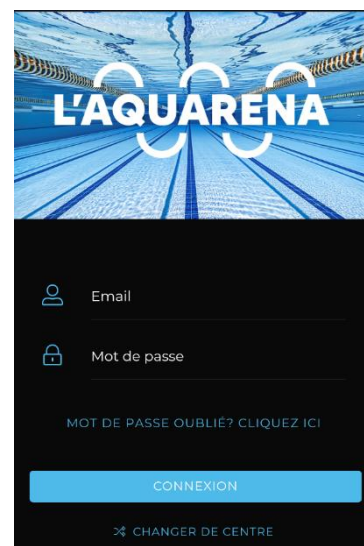 L'AQUARENA
Email
Mot de passe
MOT DE PASSE OUBLIÉ? CLIQUEZ ICI
CONNEXION
CHANGER DE CENTRE